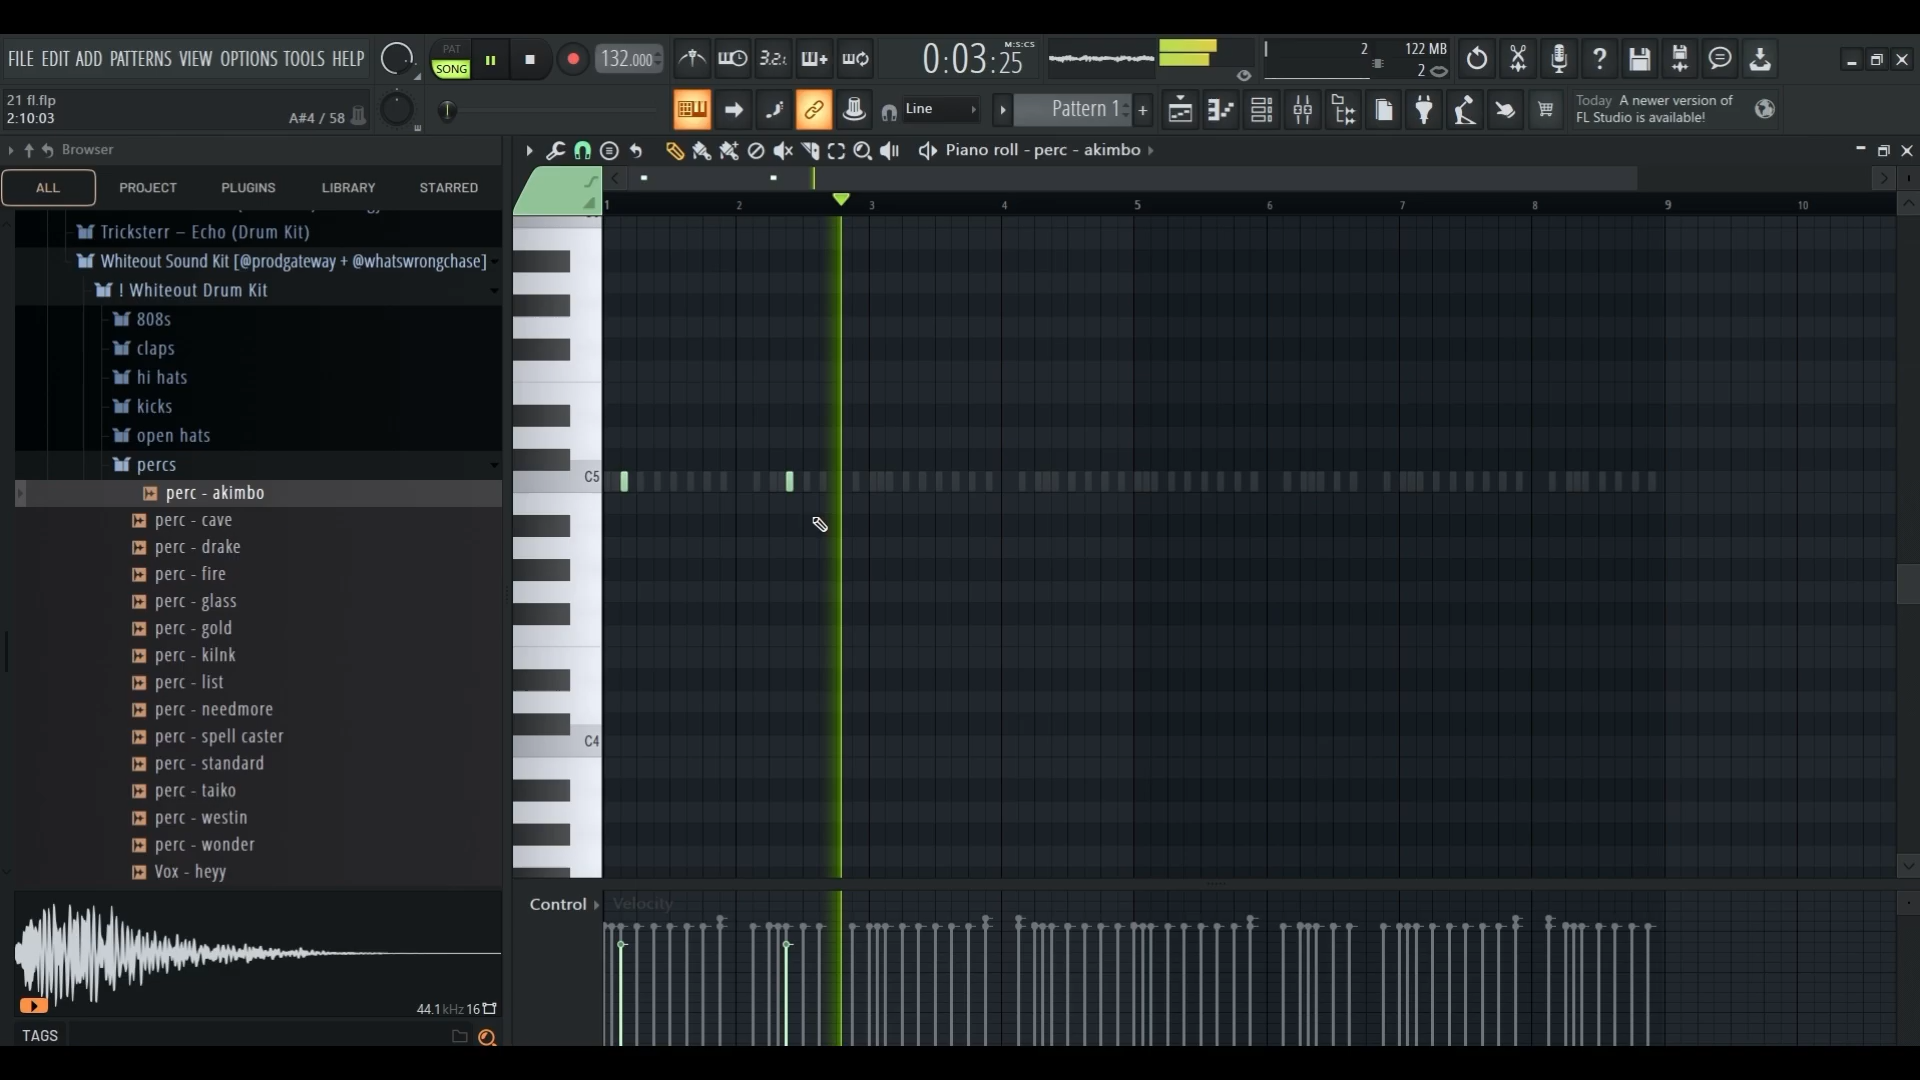 FILE EDIT ADD PATTERNS VIEW OPTIONS TOOLS HELP
PAT
SONG
132.000
3.2.
0:03:25
M:S:CS
2
122 MB
2
21 fl.flp
2:10:03
A#4 / 58
Line
Pattern 1
+
Today A newer version of
FL Studio is available!
Browser
Piano roll - perc - akimbo
ALL
PROJECT
PLUGINS
LIBRARY
STARRED
1 2 3 4 5 6 7 8 9 10
Tricksterr – Echo (Drum Kit)
Whiteout Sound Kit [@prodgateway + @whatswrongchase]
! Whiteout Drum Kit
808s
claps
hi hats
kicks
open hats
percs
perc - akimbo
perc - cave
perc - drake
perc - fire
perc - glass
perc - gold
perc - kilnk
perc - list
perc - needmore
perc - spell caster
perc - standard
perc - taiko
perc - westin
perc - wonder
Vox - heyy
C5
C4
Control
Velocity
44.1kHz 16
TAGS